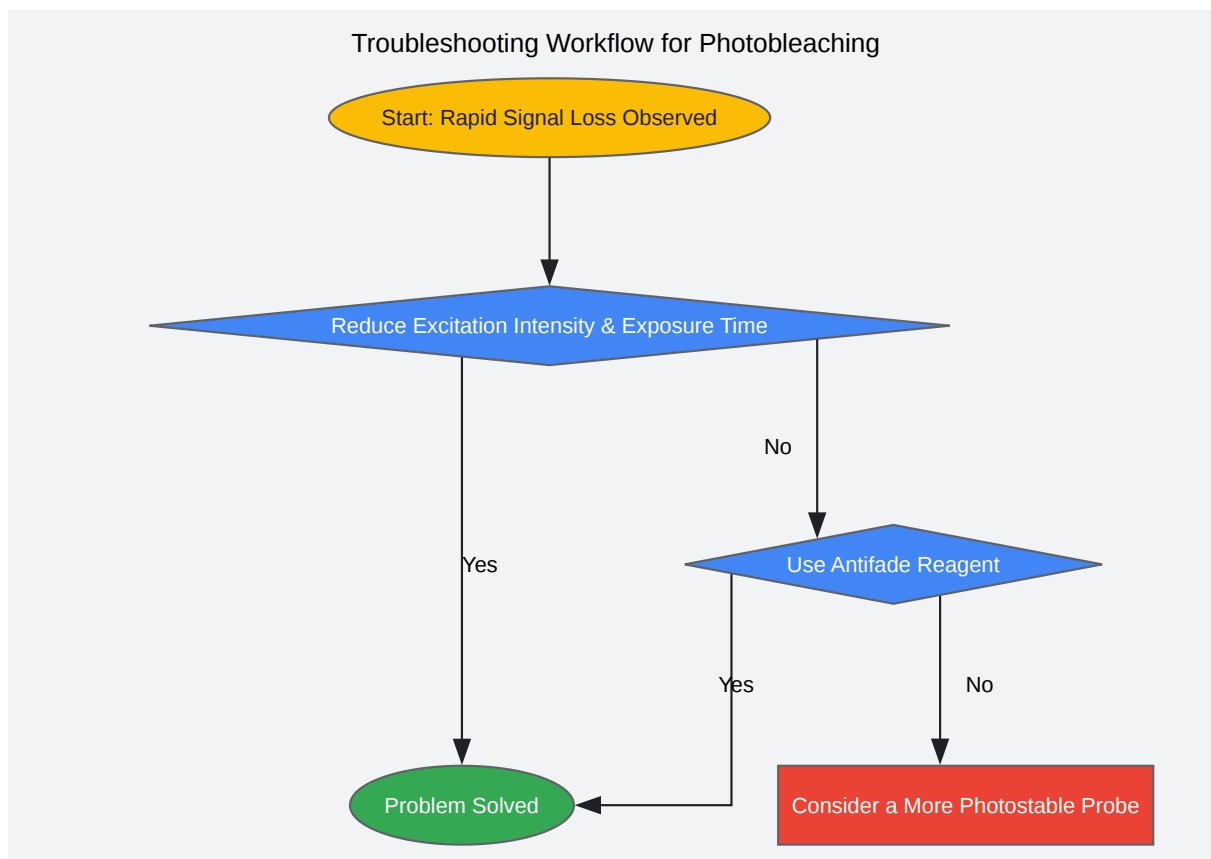 Troubleshooting Workflow for Photobleaching
Start: Rapid Signal Loss Observed
Reduce Excitation Intensity & Exposure Time
No
Yes
Use Antifade Reagent
Yes
No
Problem Solved
Consider a More Photostable Probe